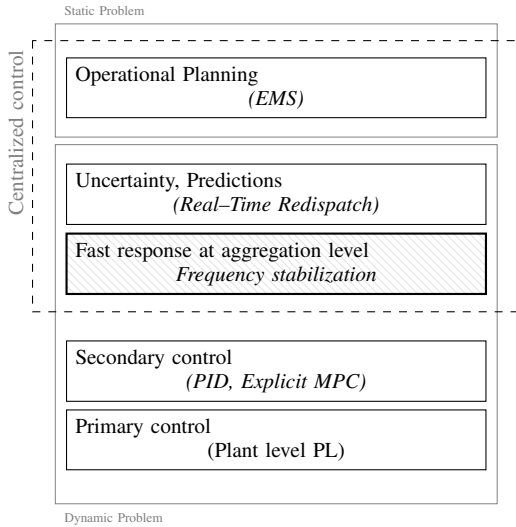 Static Problem
Centralized control
Operational Planning
(EMS)
Uncertainty, Predictions
(Real–Time Redispatch)
Fast response at aggregation level
Frequency stabilization
Secondary control
(PID, Explicit MPC)
Primary control
(Plant level PL)
Dynamic Problem